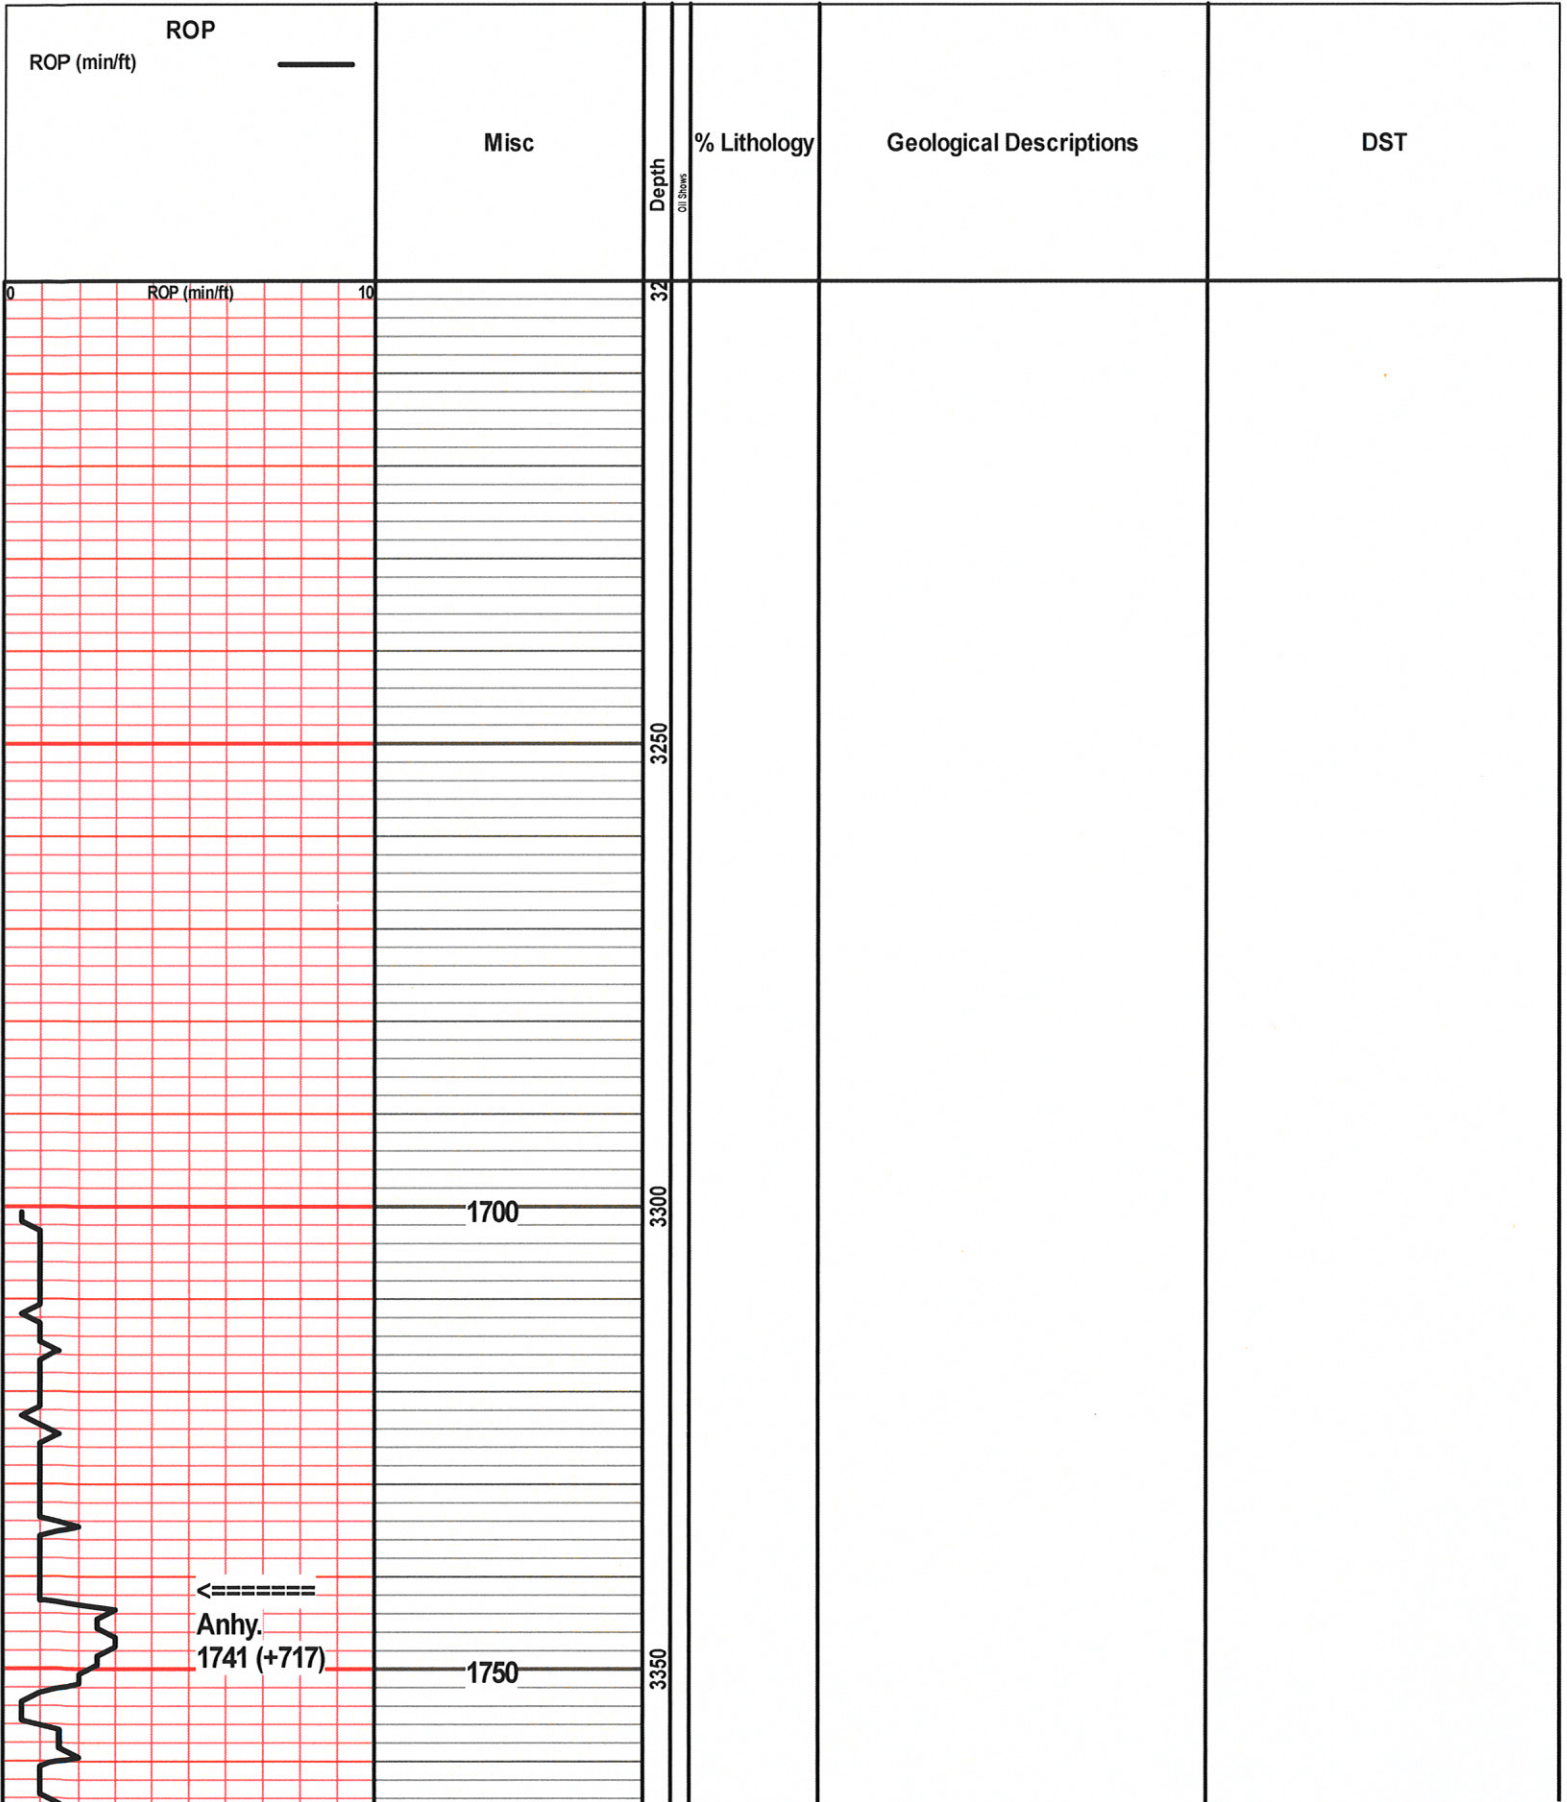 ROP
ROP (min/ft)
Misc
Depth
Oil Shows
% Lithology
Geological Descriptions
DST
0 ROP (min/ft) 10
32
3250
1700
3300
<=======
Anhy.
1741 (+717)
1750
3350